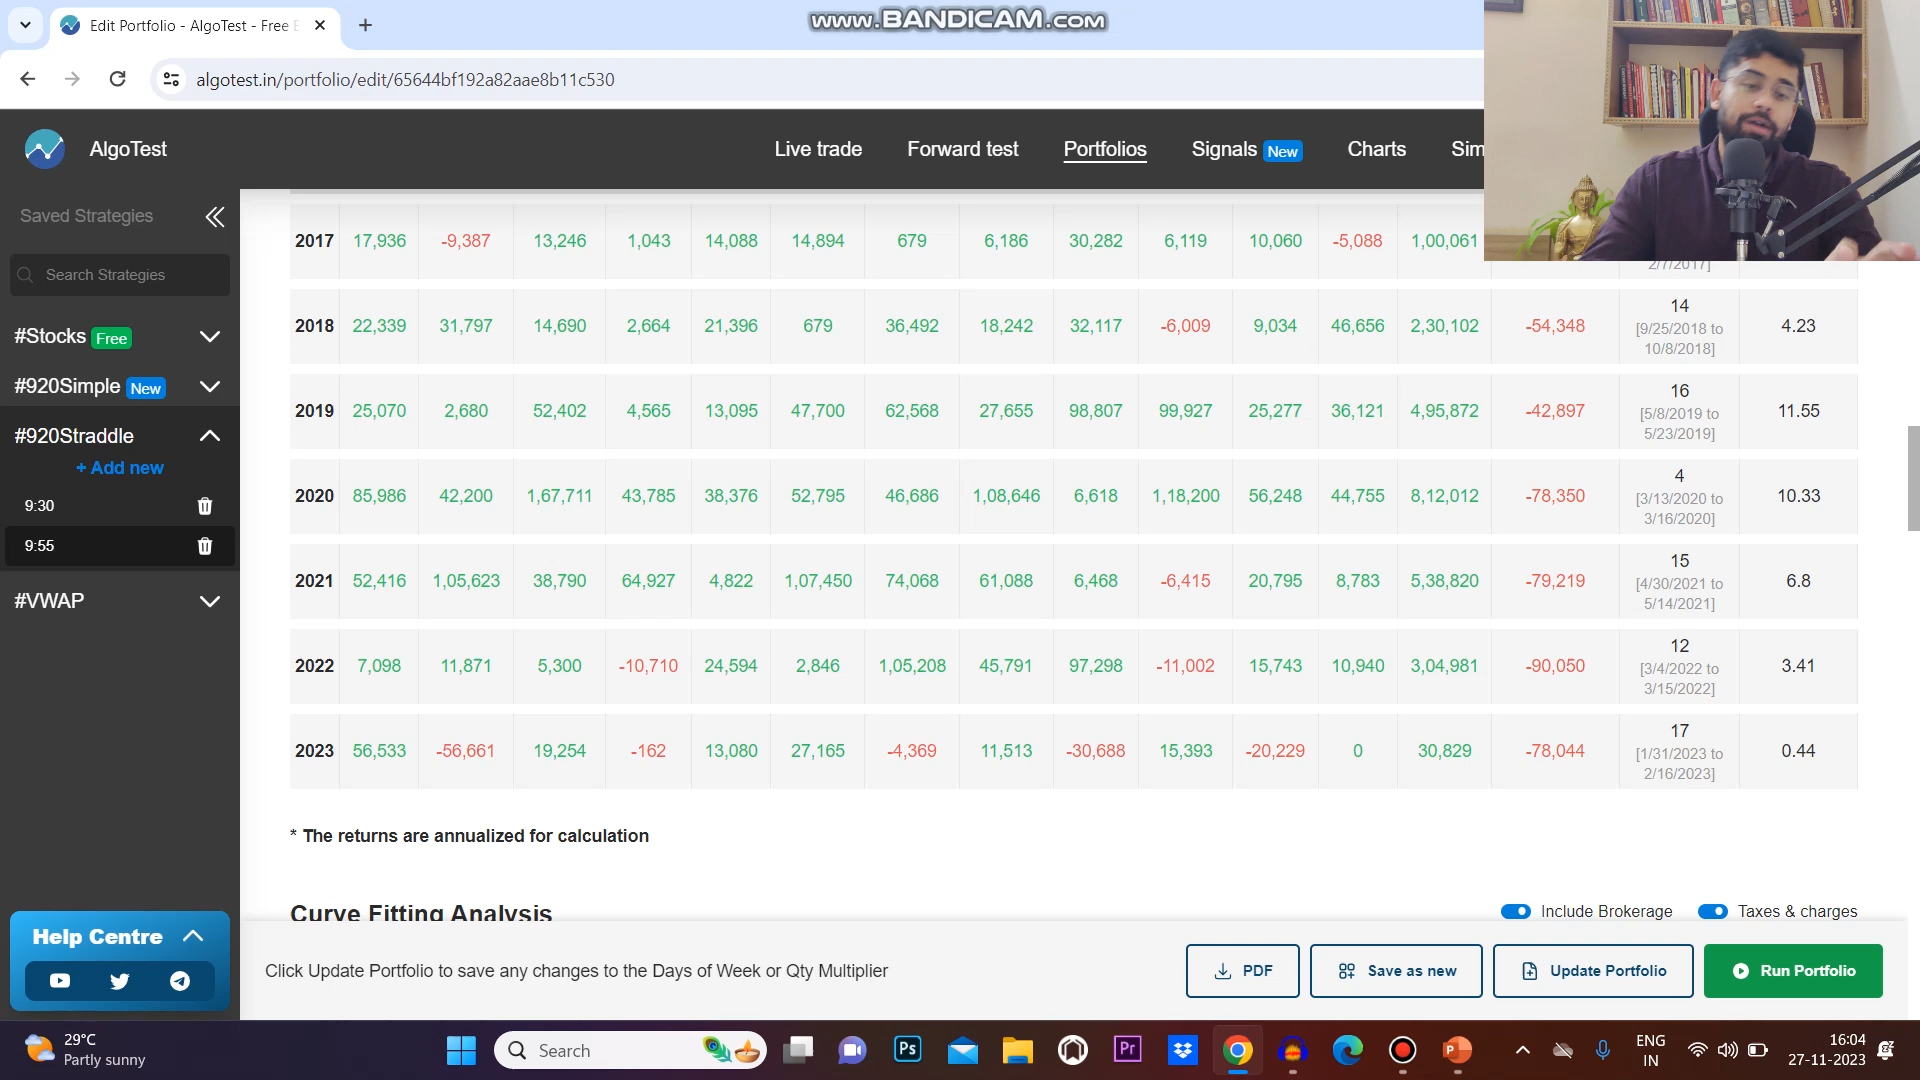 Edit Portfolio - AlgoTest - Free
www.BANDICAM.com
algotest.in/portfolio/edit/65644bf192a82aae8b11c530
AlgoTest
Live trade Forward test Portfolios Signals New Charts Sim
Saved Strategies
Search Strategies
#Stocks Free
#920Simple New
#920Straddle
+ Add new
9:30
9:55
#VWAP
2017 17,936 -9,387 13,246 1,043 14,088 14,894 679 6,186 30,282 6,119 10,060 -5,088 1,00,061
2/7/2017]
2018 22,339 31,797 14,690 2,664 21,396 679 36,492 18,242 32,117 -6,009 9,034 46,656 2,30,102 -54,348 14 [9/25/2018 to 10/8/2018] 4.23
2019 25,070 2,680 52,402 4,565 13,095 47,700 62,568 27,655 98,807 99,927 25,277 36,121 4,95,872 -42,897 16 [5/8/2019 to 5/23/2019] 11.55
2020 85,986 42,200 1,67,711 43,785 38,376 52,795 46,686 1,08,646 6,618 1,18,200 56,248 44,755 8,12,012 -78,350 4 [3/13/2020 to 3/16/2020] 10.33
2021 52,416 1,05,623 38,790 64,927 4,822 1,07,450 74,068 61,088 6,468 -6,415 20,795 8,783 5,38,820 -79,219 15 [4/30/2021 to 5/14/2021] 6.8
2022 7,098 11,871 5,300 -10,710 24,594 2,846 1,05,208 45,791 97,298 -11,002 15,743 10,940 3,04,981 -90,050 12 [3/4/2022 to 3/15/2022] 3.41
2023 56,533 -56,661 19,254 -162 13,080 27,165 -4,369 11,513 -30,688 15,393 -20,229 0 30,829 -78,044 17 [1/31/2023 to 2/16/2023] 0.44
* The returns are annualized for calculation
Curve Fitting Analysis
Include Brokerage Taxes & charges
Help Centre
Click Update Portfolio to save any changes to the Days of Week or Qty Multiplier
PDF Save as new Update Portfolio Run Portfolio
29°C
Partly sunny
Search
Ps
Pr
P
ENG
IN
16:04
27-11-2023